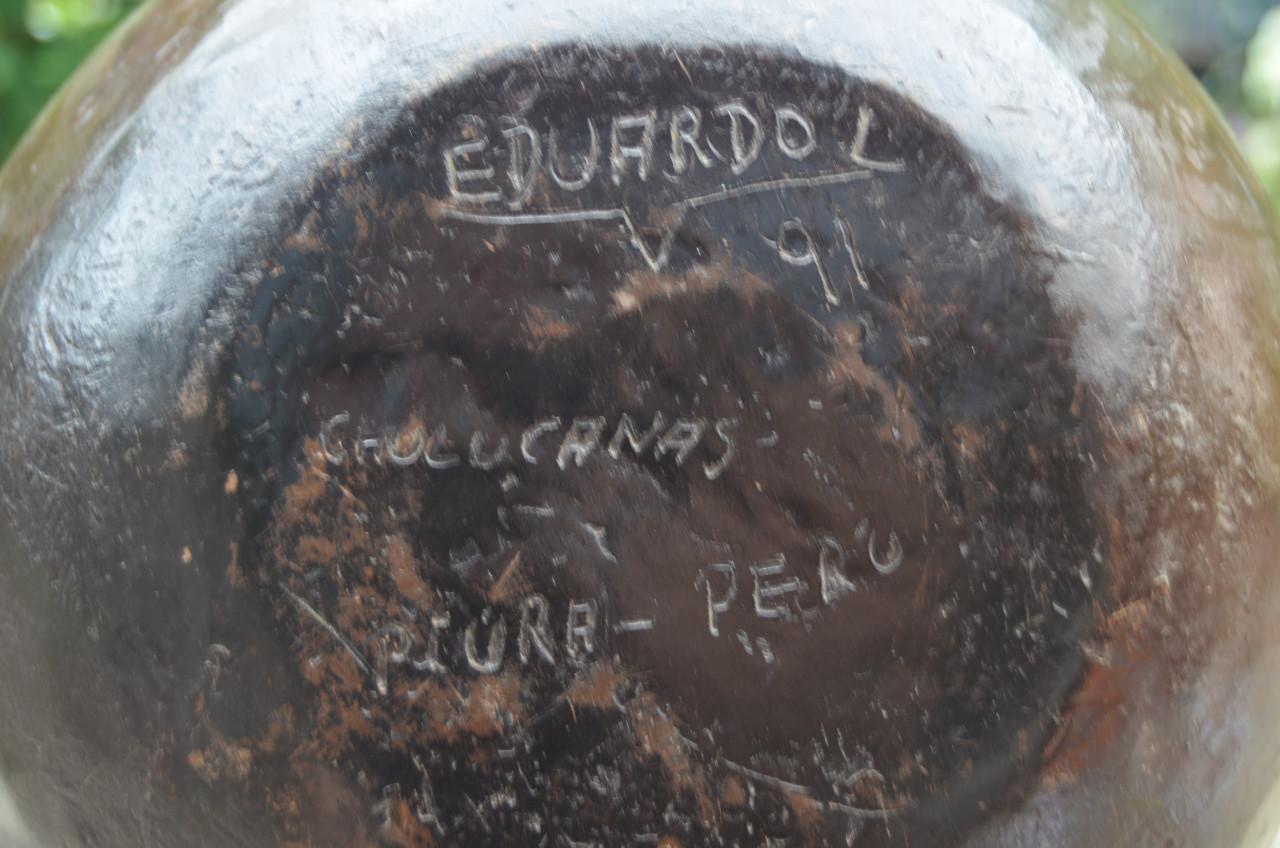 EDUARDO L
V 91
CHULUCANAS-
PIURA - PERU